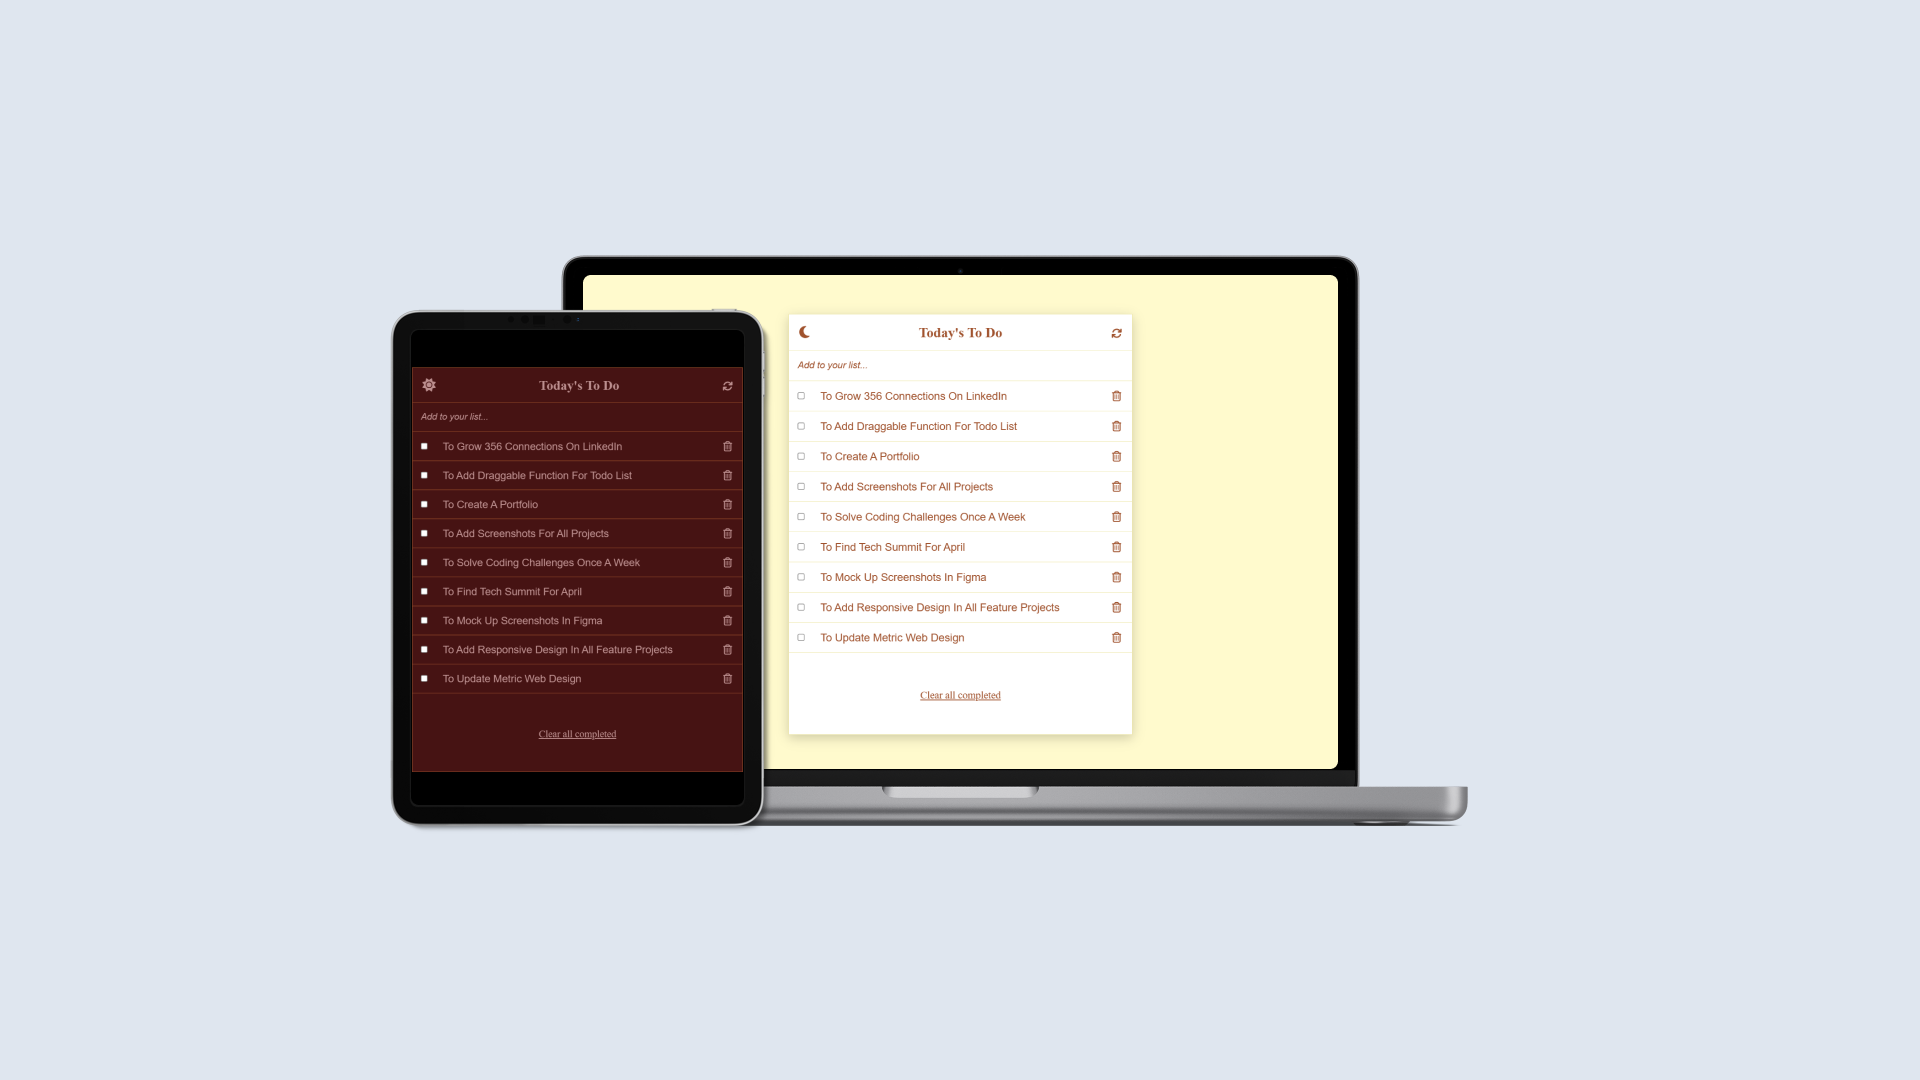 Today's To Do
Add to your list...
To Grow 356 Connections On LinkedIn
To Add Draggable Function For Todo List
To Create A Portfolio
To Add Screenshots For All Projects
To Solve Coding Challenges Once A Week
To Find Tech Summit For April
To Mock Up Screenshots In Figma
To Add Responsive Design In All Feature Projects
To Update Metric Web Design
Clear all completed
Today's To Do
Add to your list...
To Grow 356 Connections On LinkedIn
To Add Draggable Function For Todo List
To Create A Portfolio
To Add Screenshots For All Projects
To Solve Coding Challenges Once A Week
To Find Tech Summit For April
To Mock Up Screenshots In Figma
To Add Responsive Design In All Feature Projects
To Update Metric Web Design
Clear all completed